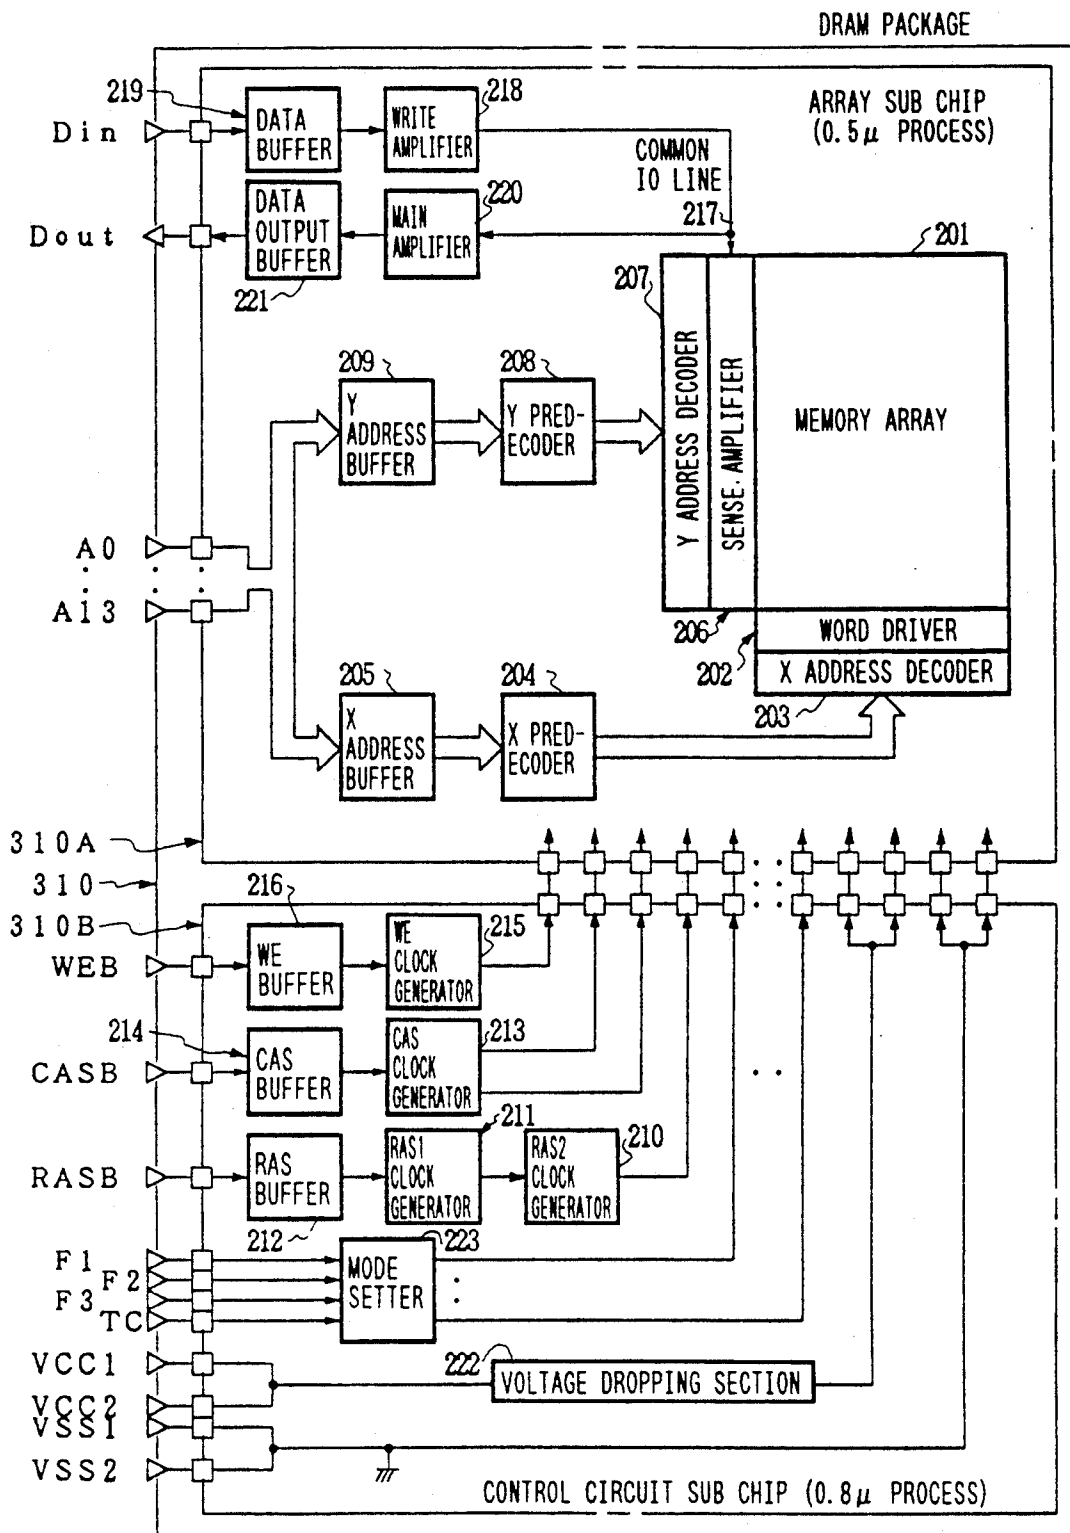 DRAM PACKAGE
ARRAY SUB CHIP
(0.5μ PROCESS)
219
218
Din
DATA
BUFFER
WRITE
AMPLIFIER
COMMON
IO LINE
217
220
Dout
DATA
OUTPUT
BUFFER
MAIN
AMPLIFIER
221
201
207
Y ADDRESS DECODER
SENSE.AMPLIFIER
MEMORY ARRAY
209
208
Y
ADDRESS
BUFFER
Y PRED-
ECODER
A0
A13
206
WORD DRIVER
202
X ADDRESS DECODER
203
205
204
X
ADDRESS
BUFFER
X PRED-
ECODER
310A
310
310B
216
215
WEB
WE
BUFFER
WE
CLOCK
GENERATOR
214
213
CASB
CAS
BUFFER
CAS
CLOCK
GENERATOR
211
210
RASB
RAS
BUFFER
RAS1
CLOCK
GENERATOR
RAS2
CLOCK
GENERATOR
212
223
F1
F2
F3
TC
MODE
SETTER
VCC1
VCC2
222
VOLTAGE DROPPING SECTION
VSS1
VSS2
CONTROL CIRCUIT SUB CHIP (0.8μ PROCESS)